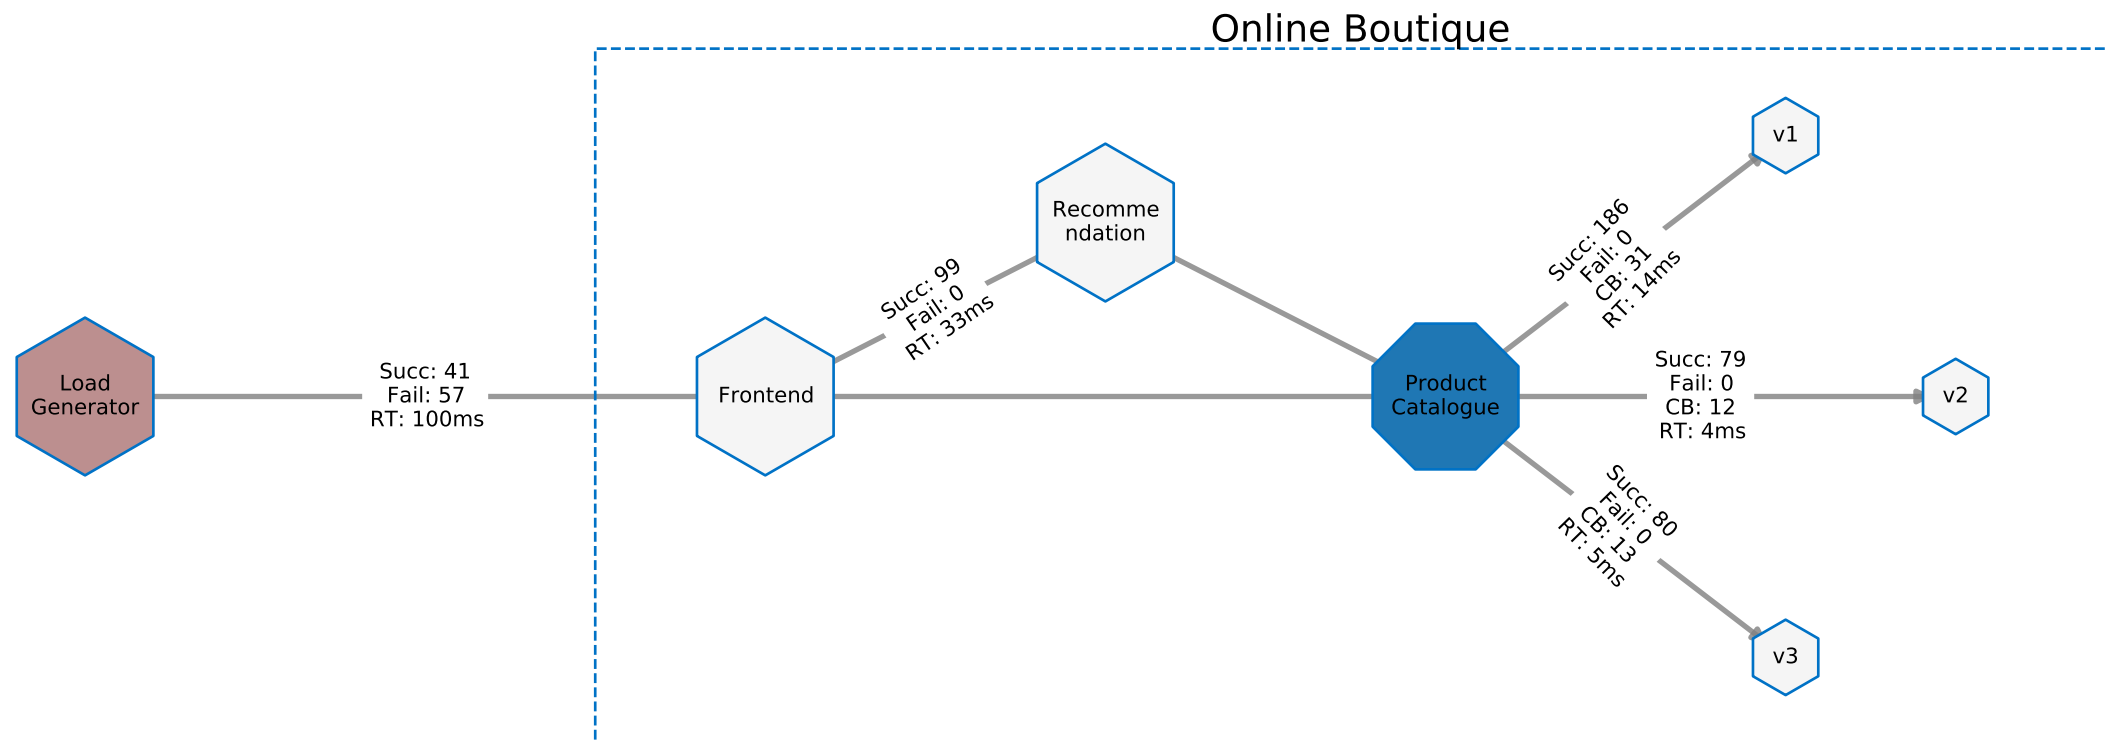 Online Boutique
Load
Generator
Succ: 41
Fail: 57
RT: 100ms
Frontend
Succ: 99
Fail: 0
RT: 33ms
Recomme
ndation
Product
Catalogue
Succ: 186
Fail: 0
CB: 31
RT: 14ms
v1
Succ: 79
Fail: 0
CB: 12
RT: 4ms
v2
Succ: 80
Fail: 0
CB: 13
RT: 5ms
v3